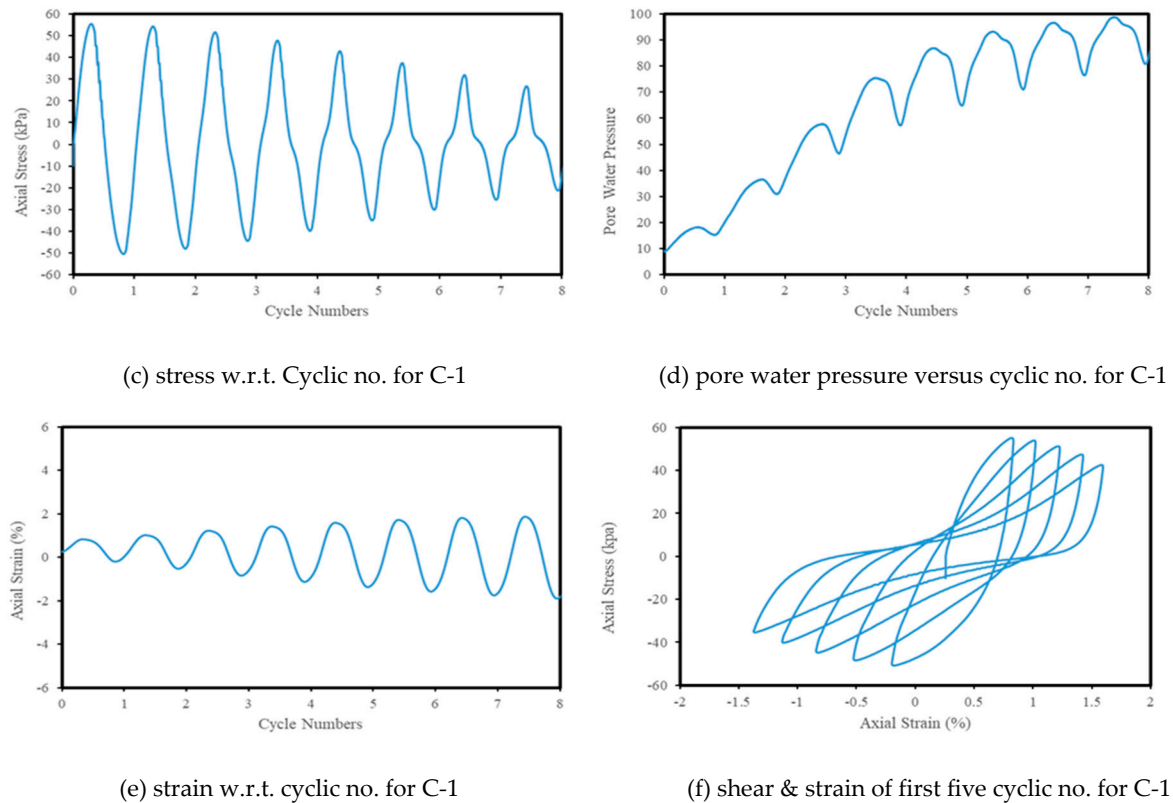 60
50
40
30
20
10
0
-10
-20
-30
-40
-50
-60
Axial Stress (kPa)
0 1 2 3 4 5 6 7 8
Cycle Numbers
(c) stress w.r.t. Cyclic no. for C-1
100
90
80
70
60
50
40
30
20
10
0
Pore Water Pressure
0 1 2 3 4 5 6 7 8
Cycle Numbers
(d) pore water pressure versus cyclic no. for C-1
6
4
2
0
-2
-4
-6
Axial Strain (%)
0 1 2 3 4 5 6 7 8
Cycle Numbers
(e) strain w.r.t. cyclic no. for C-1
60
40
20
0
-20
-40
-60
Axial Stress (kpa)
-2 -1.5 -1 -0.5 0 0.5 1 1.5 2
Axial Strain (%)
(f) shear & strain of first five cyclic no. for C-1